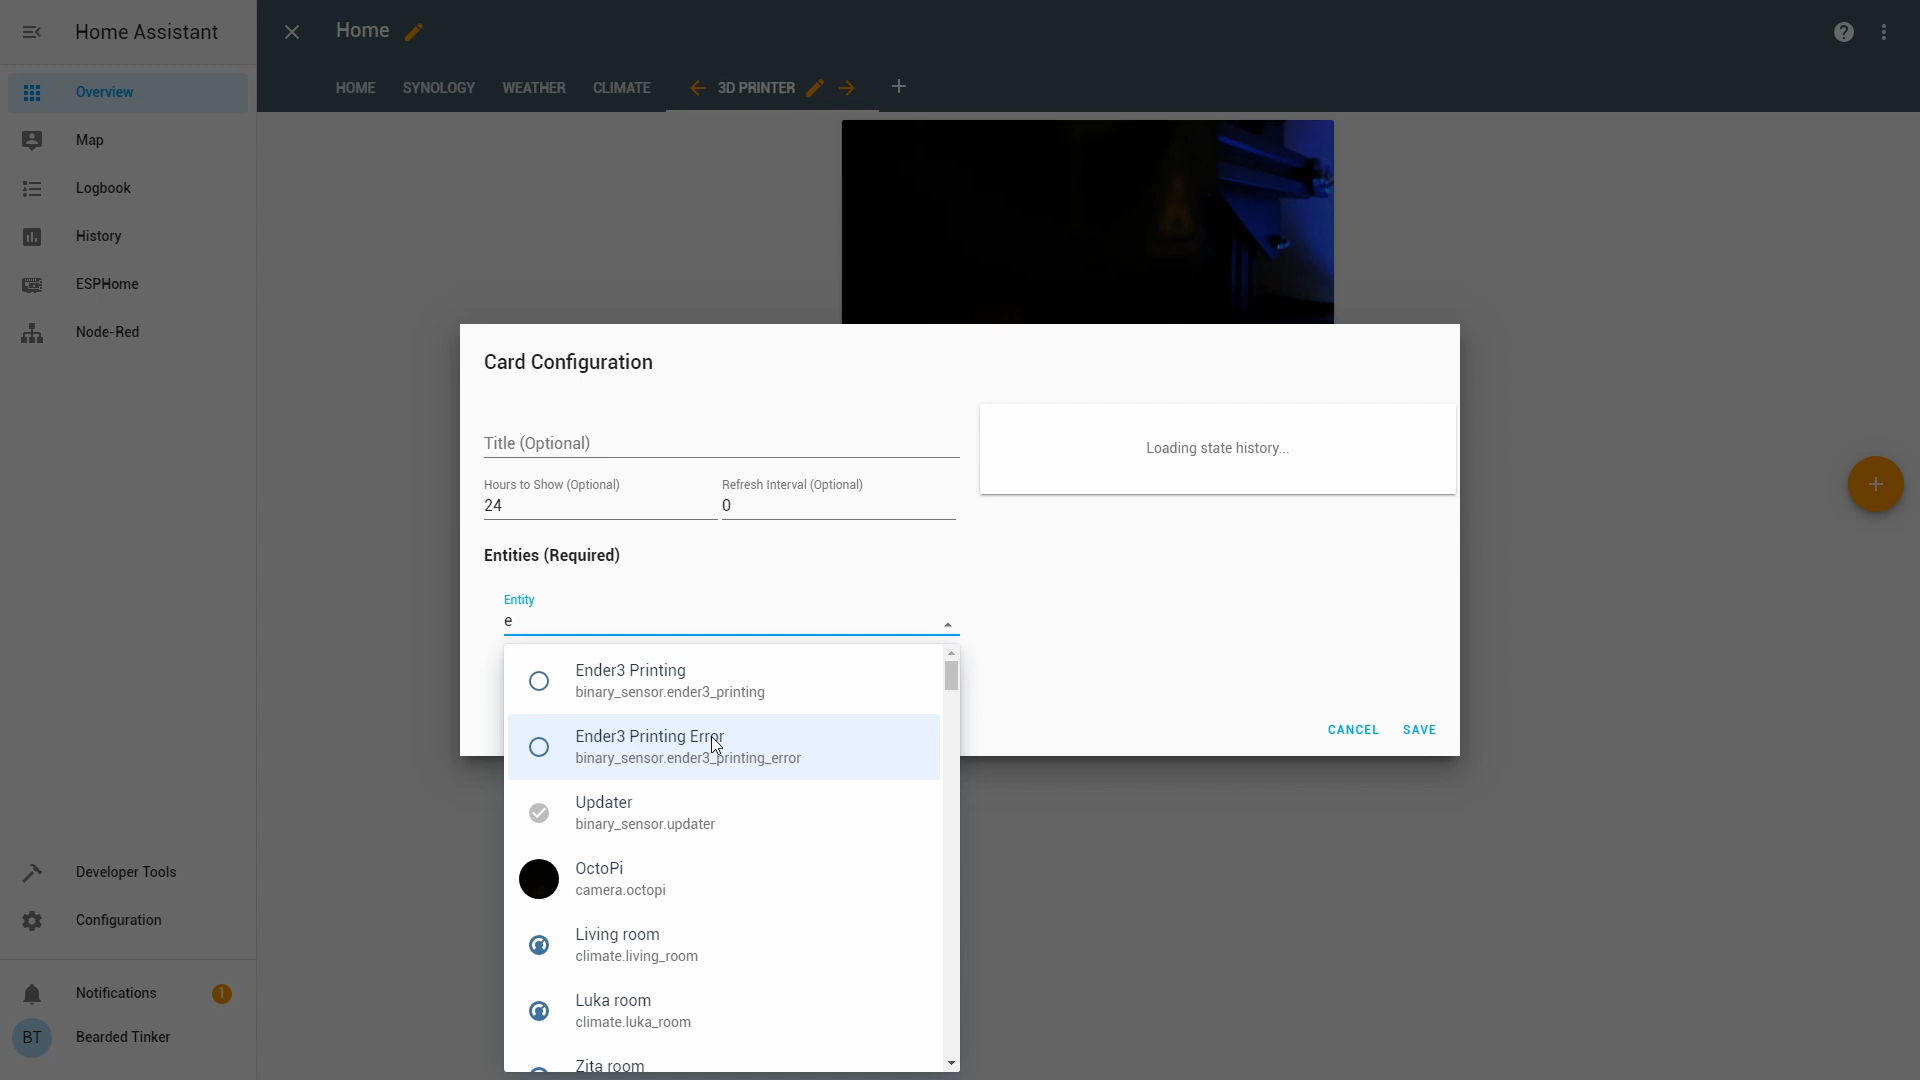 Home Assistant
Home
HOME
SYNOLOGY
WEATHER
CLIMATE
3D PRINTER
Overview
Map
Logbook
History
ESPHome
Node-Red
Card Configuration
Title (Optional)
Loading state history...
Hours to Show (Optional)
24
Refresh Interval (Optional)
0
Entities (Required)
Entity
e
Ender3 Printing
binary_sensor.ender3_printing
Ender3 Printing Error
binary_sensor.ender3_printing_error
Updater
binary_sensor.updater
OctoPi
camera.octopi
Living room
climate.living_room
Luka room
climate.luka_room
Zita room
CANCEL
SAVE
Developer Tools
Configuration
Notifications
1
BT
Bearded Tinker